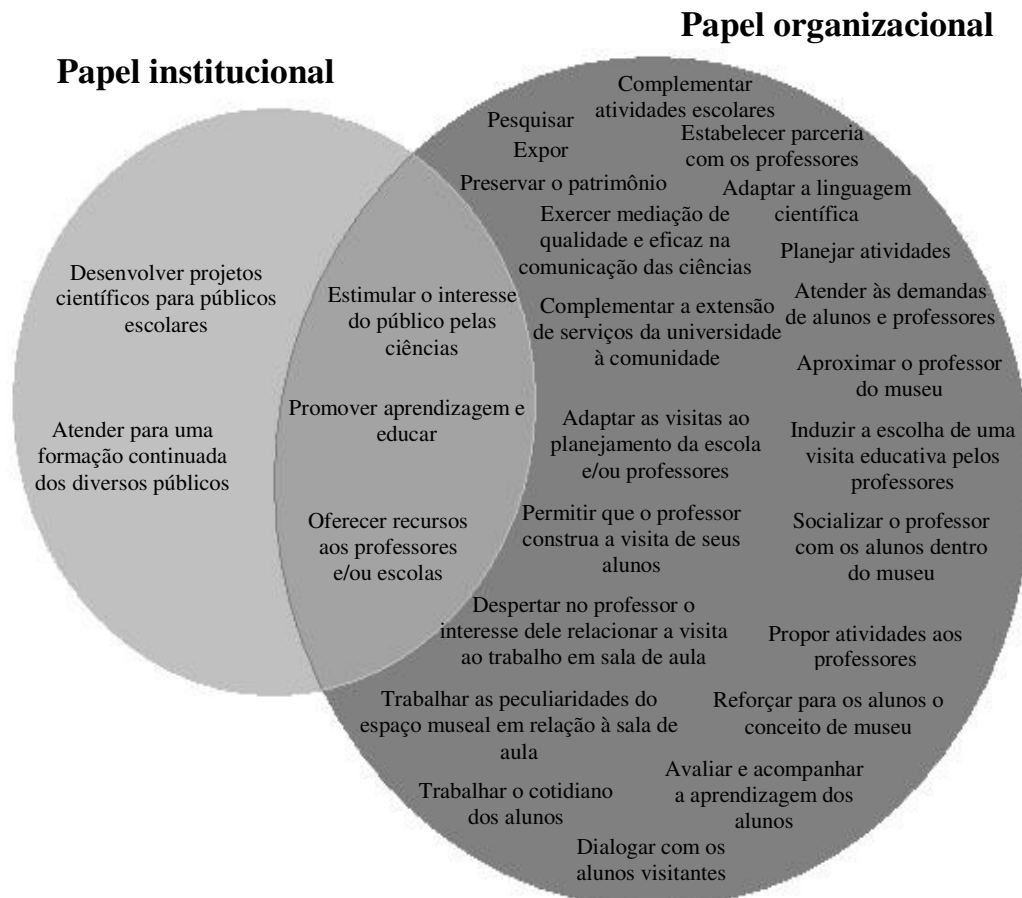 Papel organizacional
Papel institucional
Desenvolver projetos
científicos para públicos
escolares
Atender para uma
formação continuada
dos diversos públicos
Estimular o interesse
do público pelas
ciências
Promover aprendizagem e
educar
Oferecer recursos
aos professores
e/ou escolas
Complementar
atividades escolares
Pesquisar
Expor
Estabelecer parceria
com os professores
Preservar o patrimônio
Adaptar a linguagem
científica
Exercer mediação de
qualidade e eficaz na
comunicação das ciências
Planejar atividades
Complementar a extensão
de serviços da universidade
à comunidade
Atender às demandas
de alunos e professores
Aproximar o professor
do museu
Adaptar as visitas ao
planejamento da escola
e/ou professores
Induzir a escolha de uma
visita educativa pelos
professores
Permitir que o professor
construa a visita de seus
alunos
Socializar o professor
com os alunos dentro
do museu
Despertar no professor o
interesse dele relacionar a visita
ao trabalho em sala de aula
Propor atividades aos
professores
Trabalhar as peculiaridades do
espaço museal em relação à sala de
aula
Reforçar para os alunos o
conceito de museu
Trabalhar o cotidiano
dos alunos
Avaliar e acompanhar
a aprendizagem dos
alunos
Dialogar com os
alunos visitantes